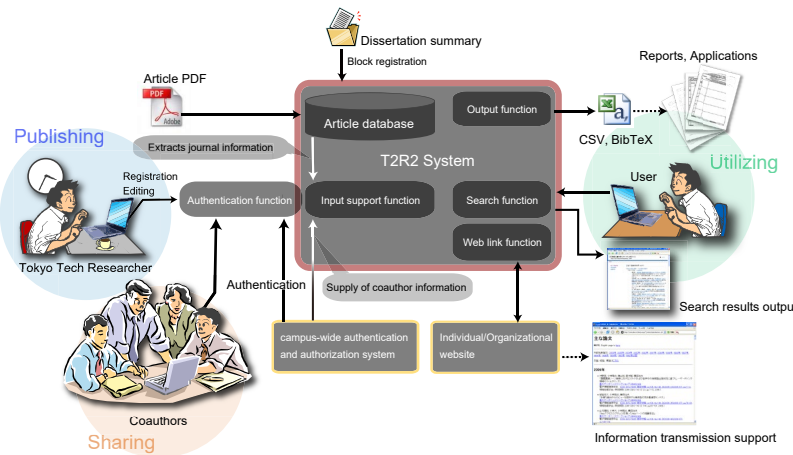 Dissertation summary
Block registration
Reports, Applications
Article PDF
PDF
Adobe
Article database
Output function
CSV, BibTeX
Publishing
Extracts journal information
T2R2 System
Utilizing
User
Registration
Editing
Authentication function
Input support function
Search function
Web link function
Tokyo Tech Researcher
Authentication
Supply of coauthor information
Search results outpu
campus-wide authentication
and authorization system
Individual/Organizational
website
主な論文
Coauthors
Sharing
Information transmission support